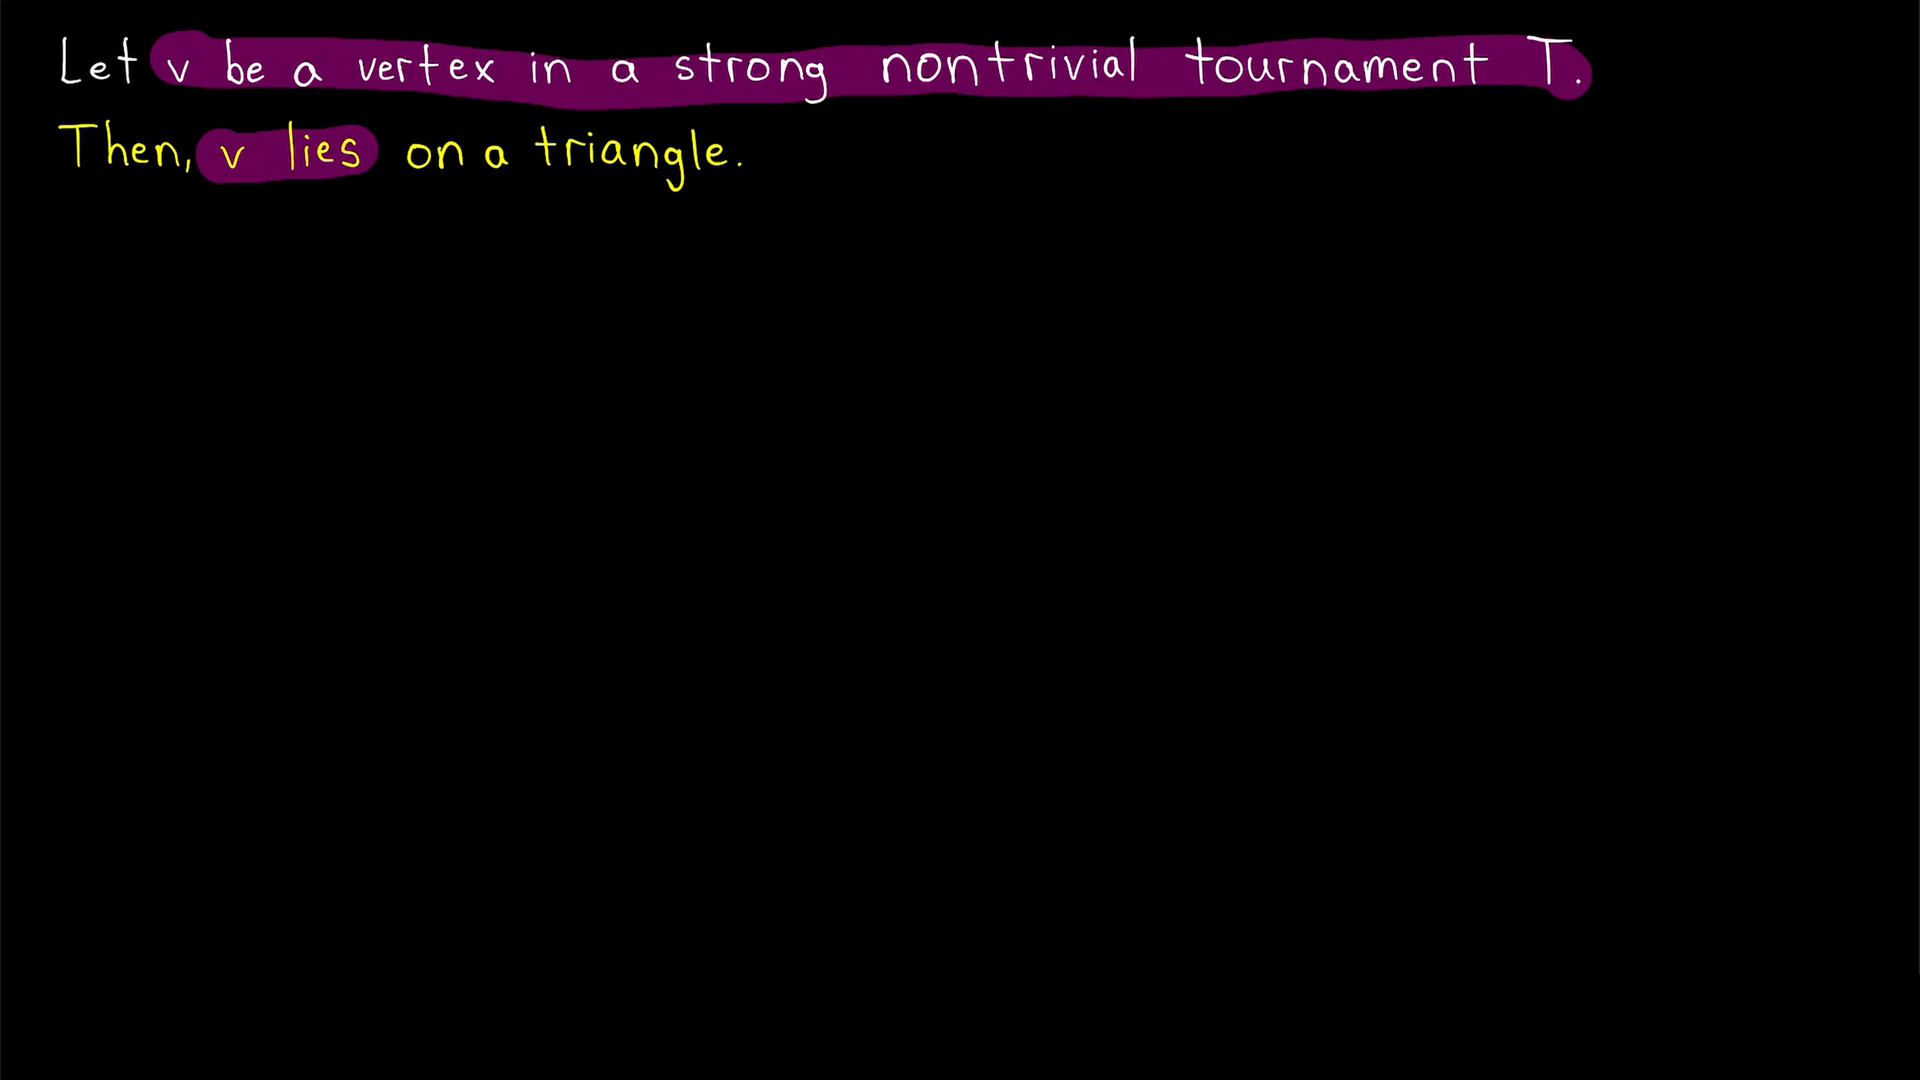 Let v be a vertex in a strong nontrivial tournament T.
Then, v lies on a triangle.